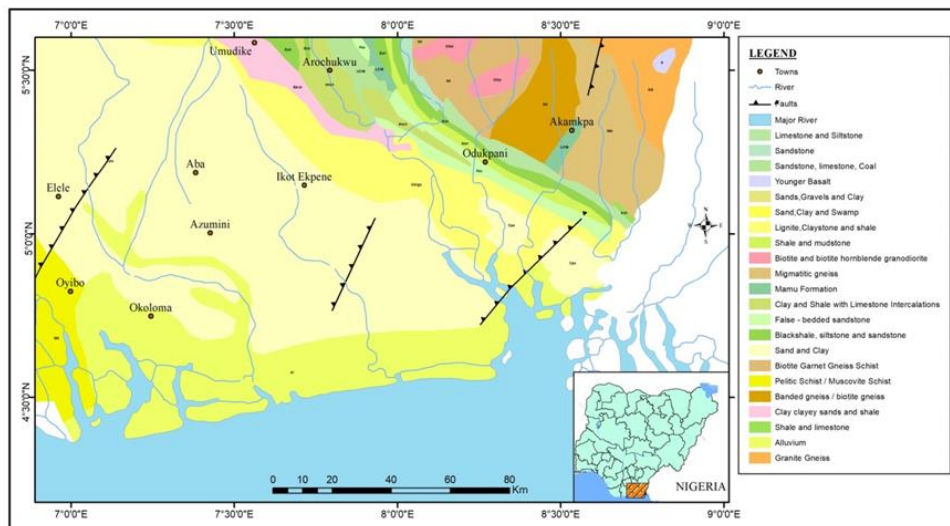 7°0'0"E
7°30'0"E
8°0'0"E
8°30'0"E
9°0'0"E
5°30'0"N
5°0'0"N
4°30'0"N
Umudike
Arochukwu
Akamkpa
Odukpani
Aba
Ikot Ekpene
Elele
Azumini
Oyibo
Okoloma
N
W
E
S
0 10 20 40 60 80
Km
NIGERIA
LEGEND
Towns
River
Faults
Major River
Limestone and Siltstone
Sandstone
Sandstone, limestone, Coal
Younger Basalt
Sands,Gravels and Clay
Sand,Clay and Swamp
Lignite,Claystone and shale
Shale and mudstone
Biotite and biotite hornblende granodiorite
Migmatitic gneiss
Mamu Formation
Clay and Shale with Limestone Intercalations
False - bedded sandstone
Blackshale, siltstone and sandstone
Sand and Clay
Biotite Garnet Gneiss Schist
Pelitic Schist / Muscovite Schist
Banded gneiss / biotite gneiss
Clay clayey sands and shale
Shale and limestone
Alluvium
Granite Gneiss